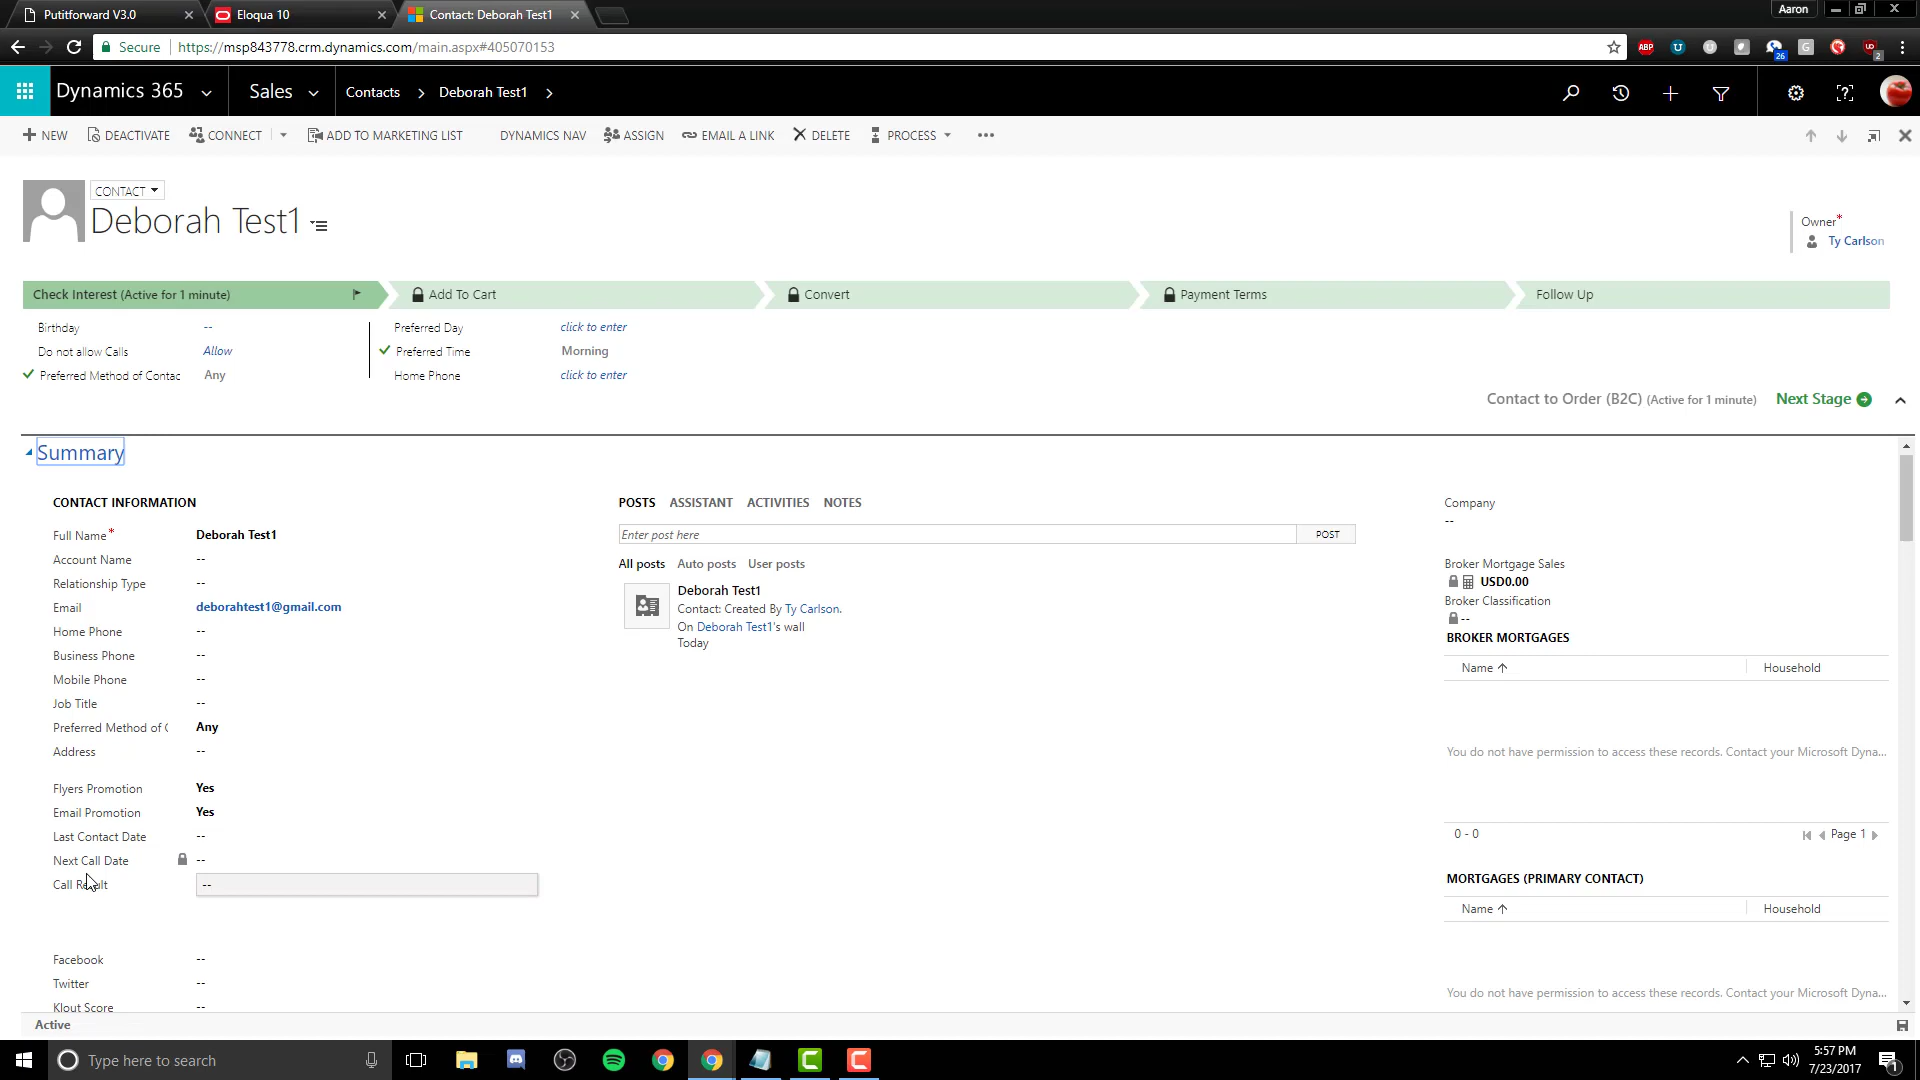 Putitforward V3.0
Eloqua 10
Contact: Deborah Test1
Aaron
Secure
https://msp843778.crm.dynamics.com/main.aspx#405070153
ABP
26
G
2
Dynamics 365
Sales
Contacts
Deborah Test1
NEW
DEACTIVATE
CONNECT
ADD TO MARKETING LIST
DYNAMICS NAV
ASSIGN
EMAIL A LINK
DELETE
PROCESS
CONTACT
Deborah Test1
Owner*
Ty Carlson
Check Interest (Active for 1 minute)
Add To Cart
Convert
Payment Terms
Follow Up
Birthday --
Do not allow Calls Allow
Preferred Method of Contac Any
Preferred Day click to enter
Preferred Time Morning
Home Phone click to enter
Contact to Order (B2C) (Active for 1 minute)
Next Stage
Summary
CONTACT INFORMATION
Full Name* Deborah Test1
Account Name --
Relationship Type --
Email deborahtest1@gmail.com
Home Phone --
Business Phone --
Mobile Phone --
Job Title --
Preferred Method of C Any
Address --
Flyers Promotion Yes
Email Promotion Yes
Last Contact Date --
Next Call Date --
Call Result --
Facebook --
Twitter --
Klout Score --
POSTS ASSISTANT ACTIVITIES NOTES
Enter post here
POST
All posts Auto posts User posts
Deborah Test1
Contact: Created By Ty Carlson.
On Deborah Test1's wall
Today
Company
--
Broker Mortgage Sales
USD0.00
Broker Classification
--
BROKER MORTGAGES
Name Household
You do not have permission to access these records. Contact your Microsoft Dyna...
0 - 0
Page 1
MORTGAGES (PRIMARY CONTACT)
Name Household
You do not have permission to access these records. Contact your Microsoft Dyna...
Active
Type here to search
5:57 PM
7/23/2017
1